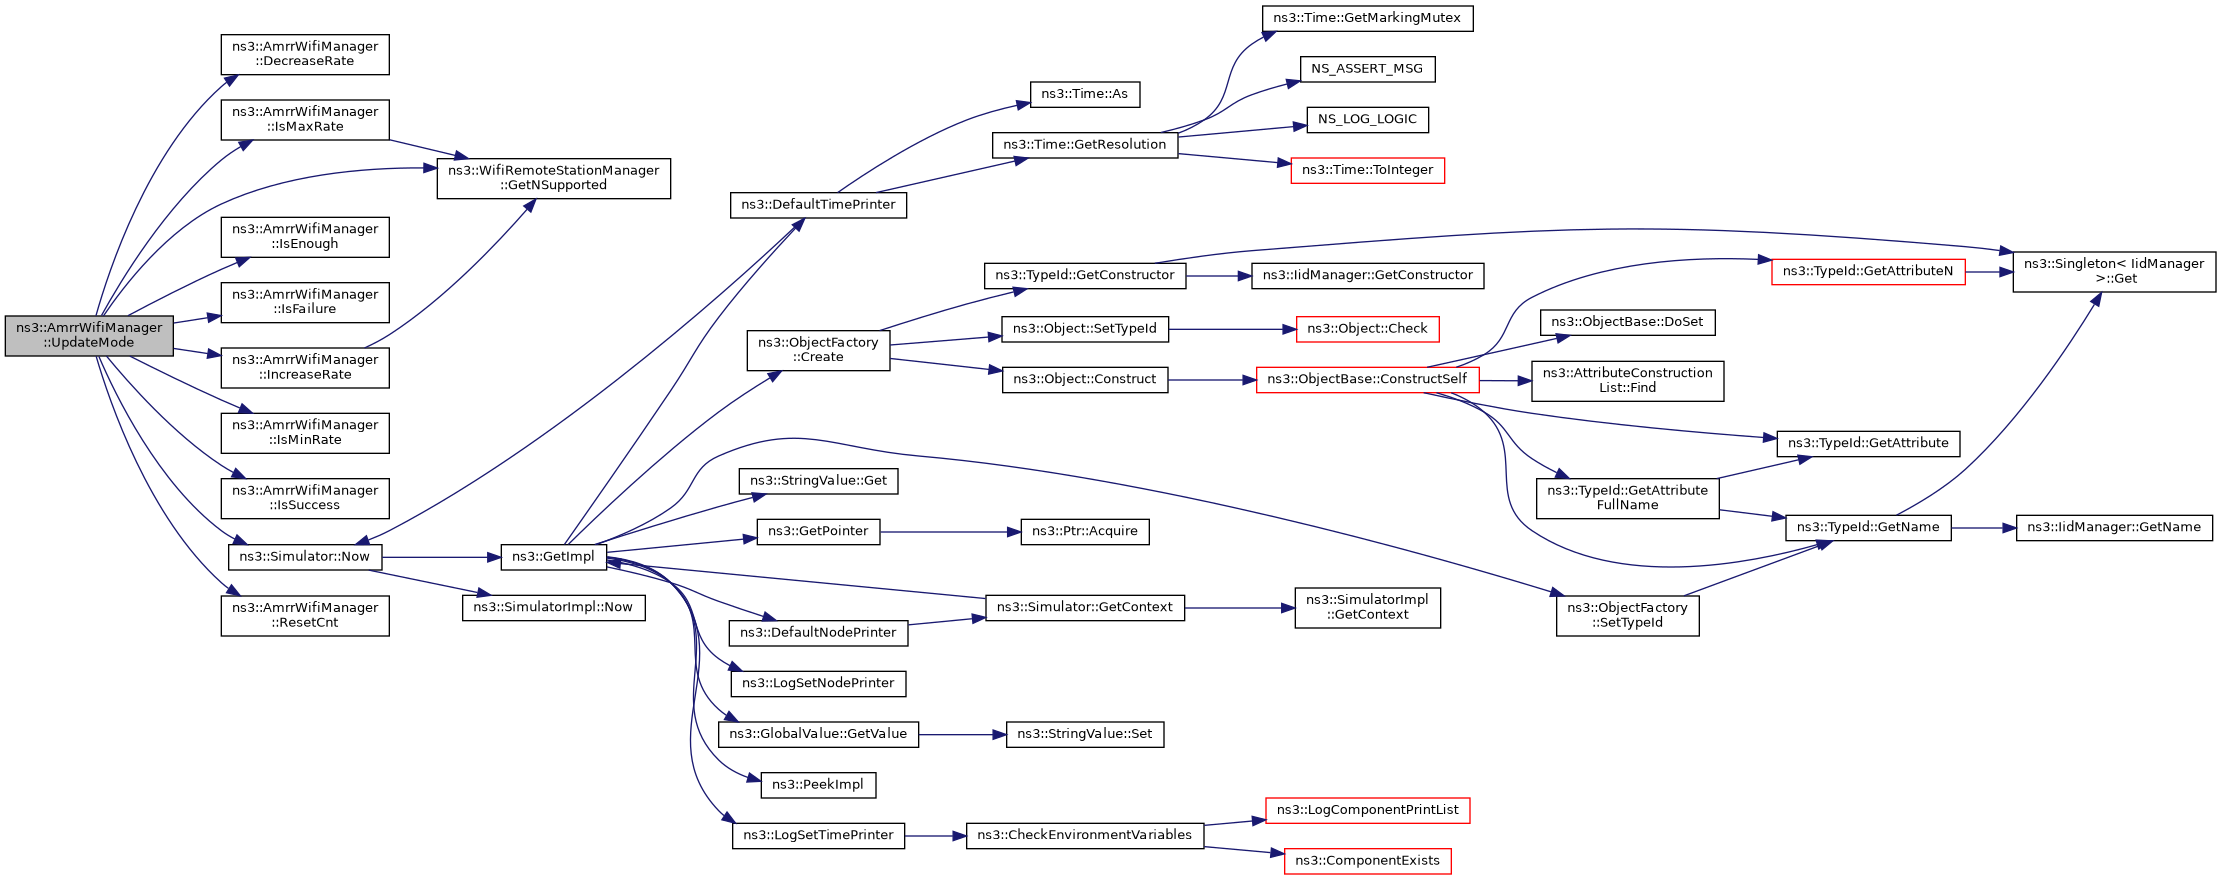 ns3::AmrrWifiManager
::UpdateMode
ns3::AmrrWifiManager
::DecreaseRate
ns3::AmrrWifiManager
::IsMaxRate
ns3::WifiRemoteStationManager
::GetNSupported
ns3::AmrrWifiManager
::IsEnough
ns3::AmrrWifiManager
::IsFailure
ns3::AmrrWifiManager
::IncreaseRate
ns3::AmrrWifiManager
::IsMinRate
ns3::AmrrWifiManager
::IsSuccess
ns3::Simulator::Now
ns3::AmrrWifiManager
::ResetCnt
ns3::GetImpl
ns3::SimulatorImpl::Now
ns3::DefaultTimePrinter
ns3::Time::As
ns3::Time::GetResolution
ns3::Time::GetMarkingMutex
NS_ASSERT_MSG
NS_LOG_LOGIC
ns3::Time::ToInteger
ns3::ObjectFactory
::Create
ns3::TypeId::GetConstructor
ns3::IidManager::GetConstructor
ns3::Object::SetTypeId
ns3::Object::Check
ns3::Object::Construct
ns3::ObjectBase::ConstructSelf
ns3::TypeId::GetAttributeN
ns3::Singleton< IidManager
>::Get
ns3::ObjectBase::DoSet
ns3::AttributeConstruction
List::Find
ns3::TypeId::GetAttribute
ns3::TypeId::GetAttribute
FullName
ns3::TypeId::GetName
ns3::IidManager::GetName
ns3::ObjectFactory
::SetTypeId
ns3::StringValue::Get
ns3::GetPointer
ns3::Ptr::Acquire
ns3::DefaultNodePrinter
ns3::Simulator::GetContext
ns3::SimulatorImpl
::GetContext
ns3::LogSetNodePrinter
ns3::GlobalValue::GetValue
ns3::StringValue::Set
ns3::PeekImpl
ns3::LogSetTimePrinter
ns3::CheckEnvironmentVariables
ns3::LogComponentPrintList
ns3::ComponentExists